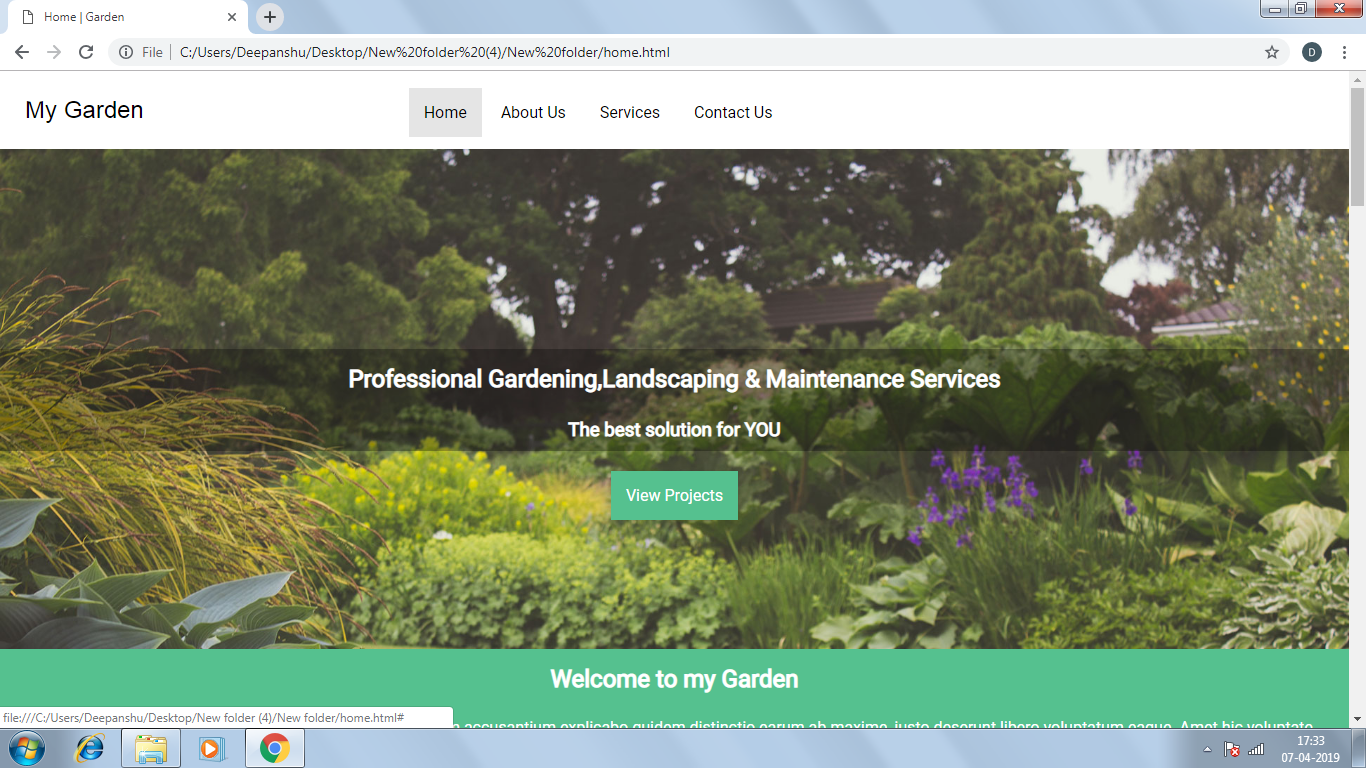 Home | Garden
File C:/Users/Deepanshu/Desktop/New%20folder%20(4)/New%20folder/home.html
D
My Garden
Home About Us Services Contact Us
Professional Gardening,Landscaping & Maintenance Services
The best solution for YOU
View Projects
Welcome to my Garden
accusantium explicabo quidem distinctio earum ab maxime, iusto deserunt libero voluptatum eaque. Amet hic voluptate
file:///C:/Users/Deepanshu/Desktop/New folder (4)/New folder/home.html#
17:33
07-04-2019